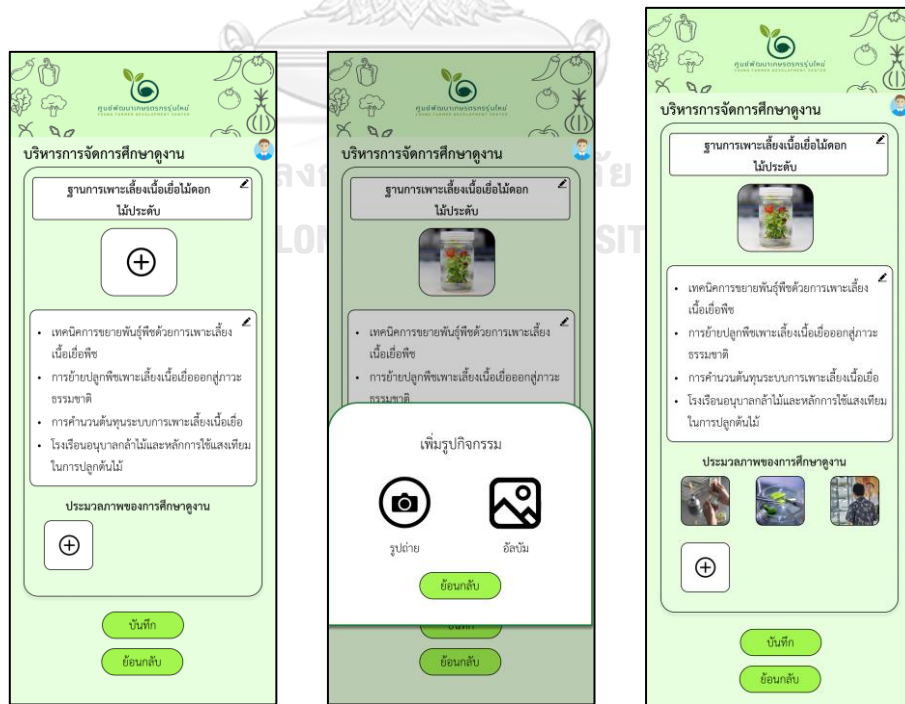 ศูนย์พัฒนาเกษตรกรรุ่นใหม่
YOUNG FARMER DEVELOPMENT CENTER
บริหารการจัดการศึกษาดูงาน
ฐานการเพาะเลี้ยงเนื้อเยื่อไม้ดอก
ไม้ประดับ
• เทคนิคการขยายพันธุ์พืชด้วยการเพาะเลี้ยง
เนื้อเยื่อพืช
• การย้ายปลูกพืชเพาะเลี้ยงเนื้อเยื่อออกสู่ภาวะ
ธรรมชาติ
• การคำนวนต้นทุนระบบการเพาะเลี้ยงเนื้อเยื่อ
• โรงเรือนอนุบาลกล้าไม้และหลักการใช้แสงเทียม
ในการปลูกต้นไม้
ประมวลภาพของการศึกษาดูงาน
บันทึก
ย้อนกลับ
ศูนย์พัฒนาเกษตรกรรุ่นใหม่
YOUNG FARMER DEVELOPMENT CENTER
บริหารการจัดการศึกษาดูงาน
ฐานการเพาะเลี้ยงเนื้อเยื่อไม้ดอก
ไม้ประดับ
• เทคนิคการขยายพันธุ์พืชด้วยการเพาะเลี้ยง
เนื้อเยื่อพืช
• การย้ายปลูกพืชเพาะเลี้ยงเนื้อเยื่อออกสู่ภาวะ
ธรรมชาติ
เพิ่มรูปกิจกรรม
รูปถ่าย อัลบัม
ย้อนกลับ
บันทึก
ย้อนกลับ
ศูนย์พัฒนาเกษตรกรรุ่นใหม่
YOUNG FARMER DEVELOPMENT CENTER
บริหารการจัดการศึกษาดูงาน
ฐานการเพาะเลี้ยงเนื้อเยื่อไม้ดอก
ไม้ประดับ
• เทคนิคการขยายพันธุ์พืชด้วยการเพาะเลี้ยง
เนื้อเยื่อพืช
• การย้ายปลูกพืชเพาะเลี้ยงเนื้อเยื่อออกสู่ภาวะ
ธรรมชาติ
• การคำนวนต้นทุนระบบการเพาะเลี้ยงเนื้อเยื่อ
• โรงเรือนอนุบาลกล้าไม้และหลักการใช้แสงเทียม
ในการปลูกต้นไม้
ประมวลภาพของการศึกษาดูงาน
บันทึก
ย้อนกลับ